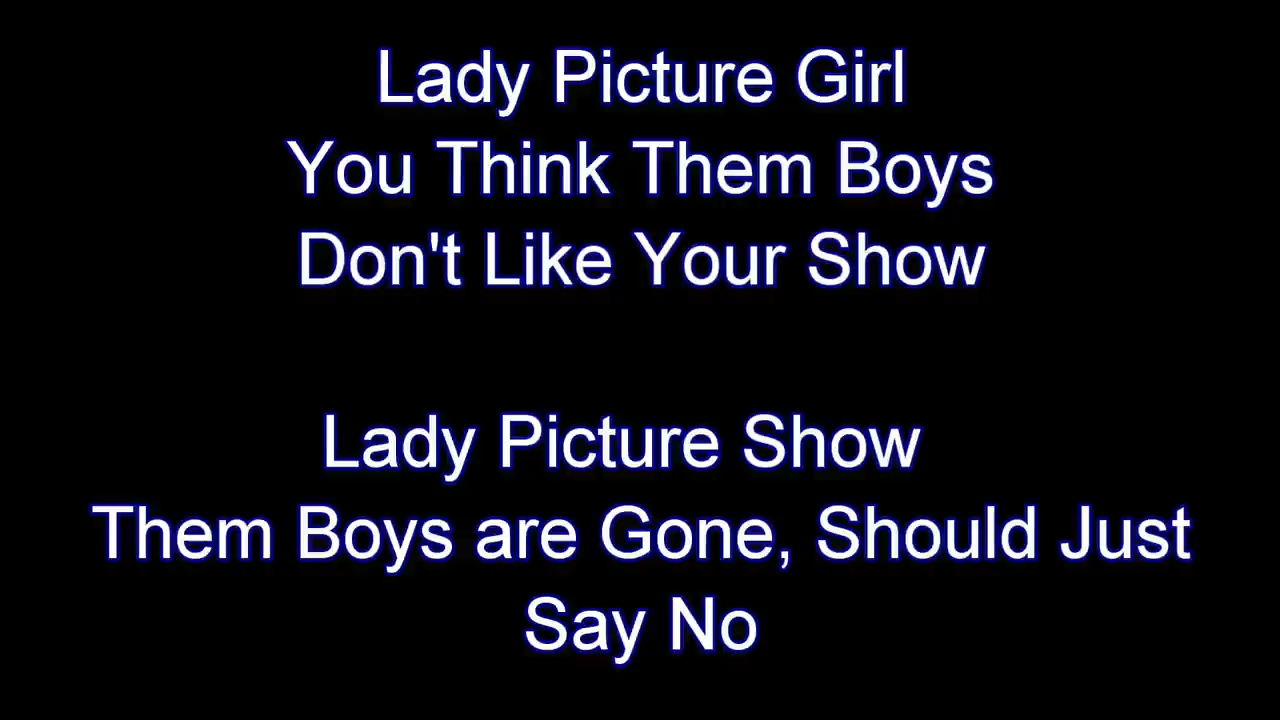 Lady Picture Girl
You Think Them Boys
Don't Like Your Show
Lady Picture Show
Them Boys are Gone, Should Just
Say No